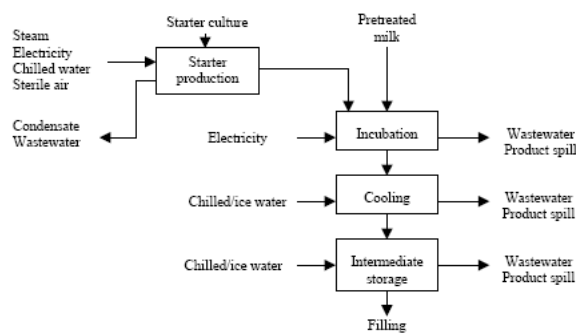 Starter culture
Pretreated
milk
Steam
Electricity
Chilled water
Sterile air
Starter
production
Condensate
Wastewater
Electricity
Incubation
Wastewater
Product spill
Chilled/ice water
Cooling
Wastewater
Product spill
Chilled/ice water
Intermediate
storage
Wastewater
Product spill
Filling